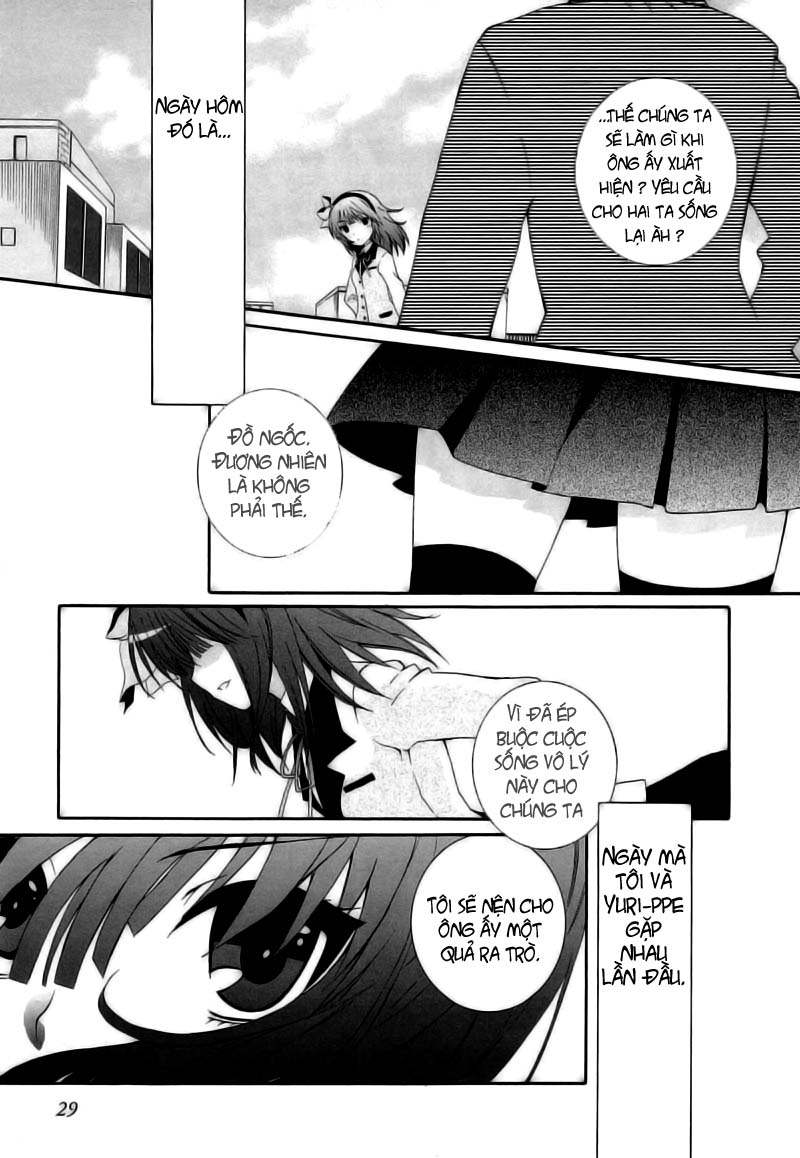 ..THẾ CHÚNG TA
SẼ LÀM GÌ KHI
ÔNG ẤY XUẤT
HIỆN ? YÊU CẦU
CHO HAI TA SỐNG
LẠI ÀH ?
NGÀY HÔM
ĐÓ LÀ...
ĐỒ NGỐC.
ĐƯƠNG NHIÊN
LÀ KHÔNG
PHẢI THẾ.
VÌ ĐÃ ÉP
BUỘC CUỘC
SỐNG VÔ LÝ
NÀY CHO
CHÚNG TA
TÔI SẼ NỆN CHO
ÔNG ẤY MỘT
QUẢ RA TRÒ.
NGÀY MÀ
TÔI VÀ
YURI-PPE
GẶP
NHAU
LẦN ĐẦU.
29